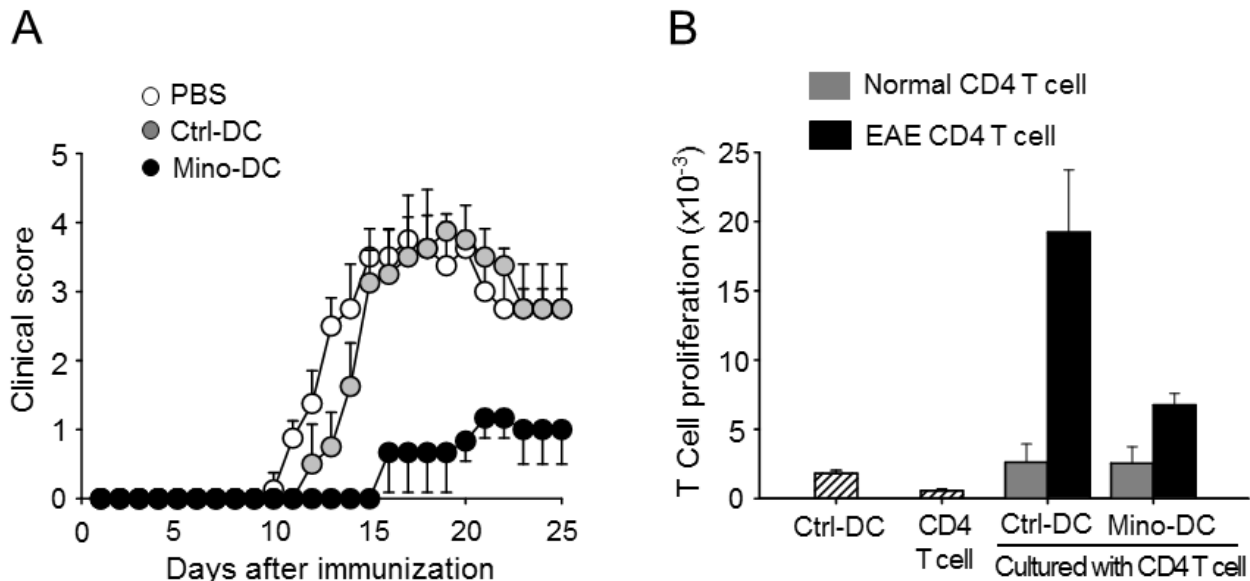 A
PBS
Ctrl-DC
Mino-DC
Clinical score
5
4
3
2
1
0
0 5 10 15 20 25
Days after immunization
B
Normal CD4 T cell
EAE CD4 T cell
T Cell proliferation (x10⁻³)
25
20
15
10
5
0
Ctrl-DC CD4 Ctrl-DC Mino-DC
T cell Cultured with CD4 T cell